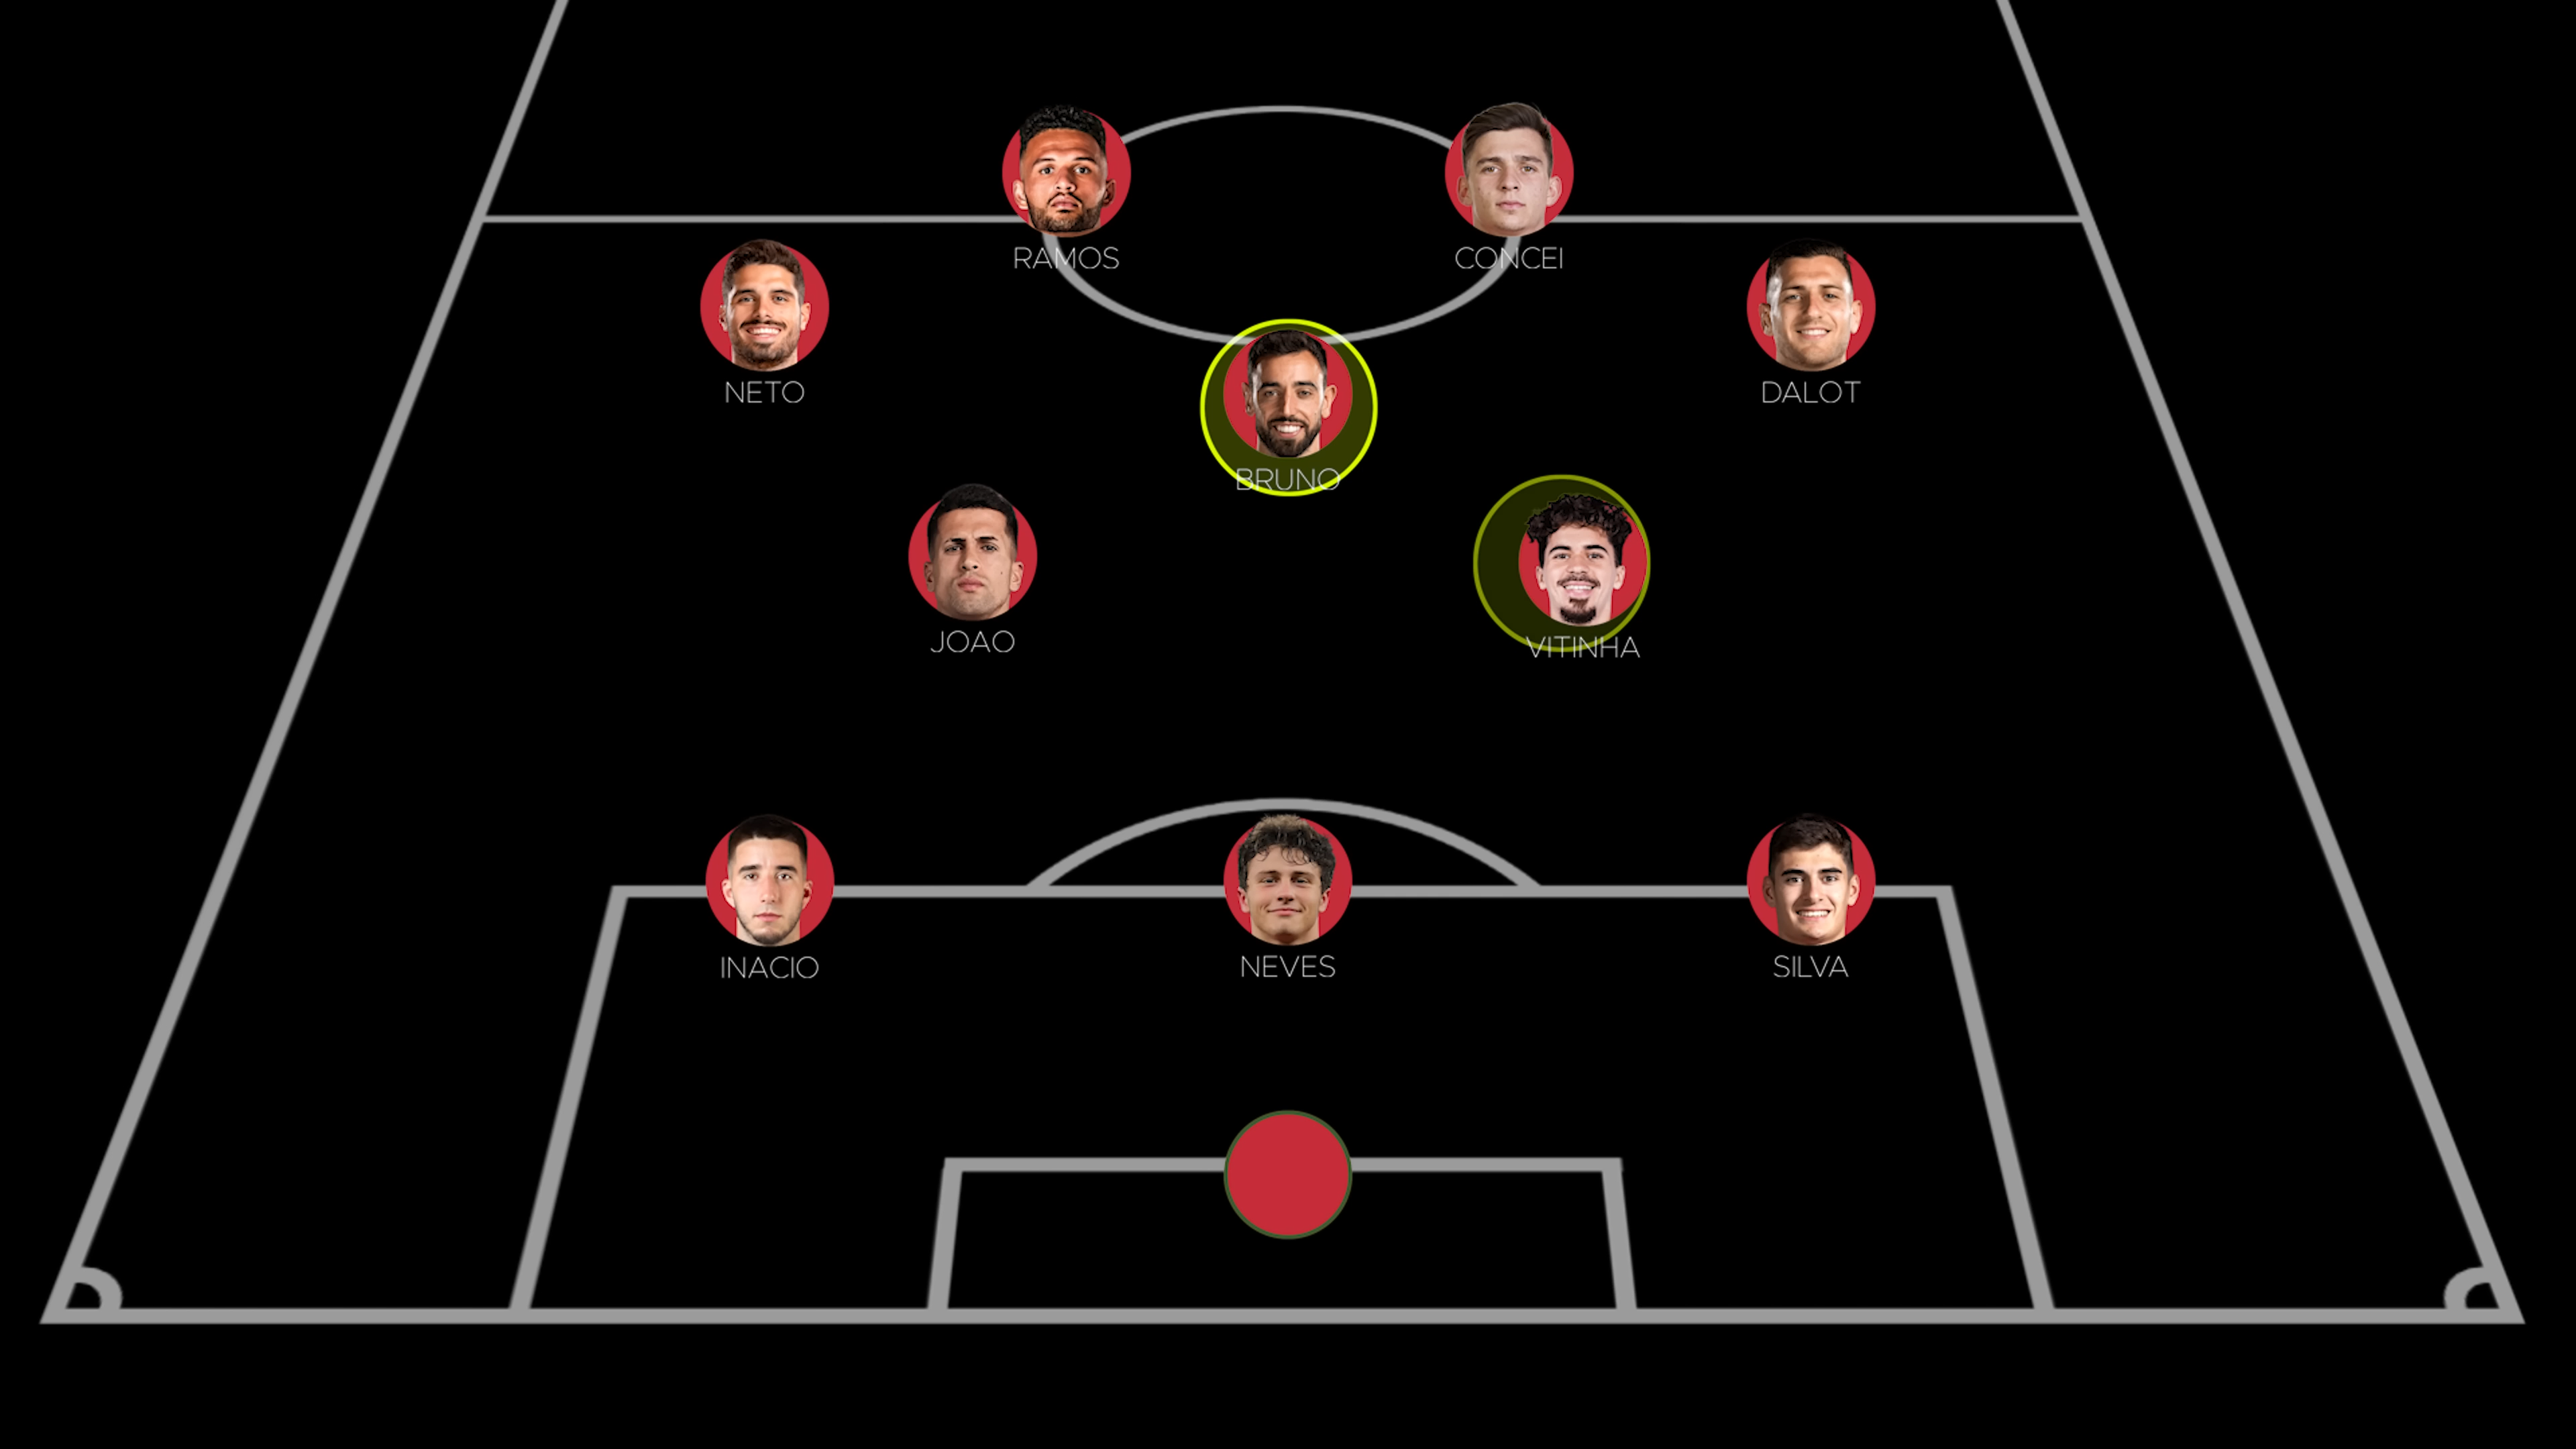 RAMOS
CONCEI
NETO
DALOT
BRUNO
JOAO
VITINHA
INACIO
NEVES
SILVA